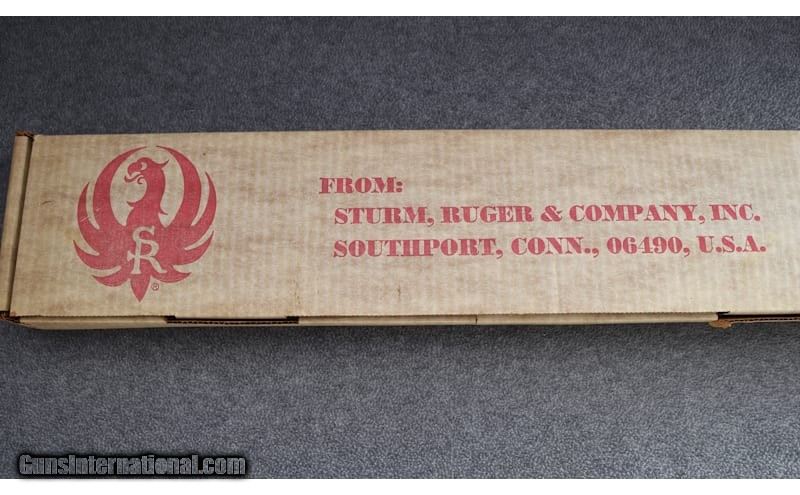 SR
®
FROM:
STURM, RUGER & COMPANY, INC.
SOUTHPORT, CONN., 06490, U.S.A.
GunsInternational.com